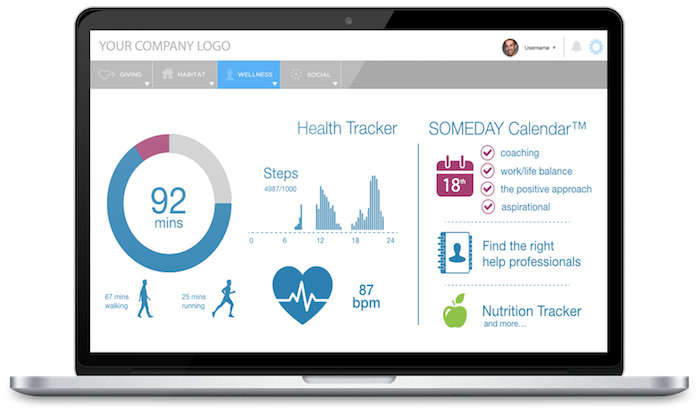 YOUR COMPANY LOGO
Username
GIVING
HABITAT
WELLNESS
SOCIAL
Health Tracker
92
mins
67 mins
walking
25 mins
running
Steps
4987/1000
0 6 12 18 24
87
bpm
SOMEDAY Calendar™
18th
coaching
work/life balance
the positive approach
aspirational
Find the right
help professionals
Nutrition Tracker
and more...